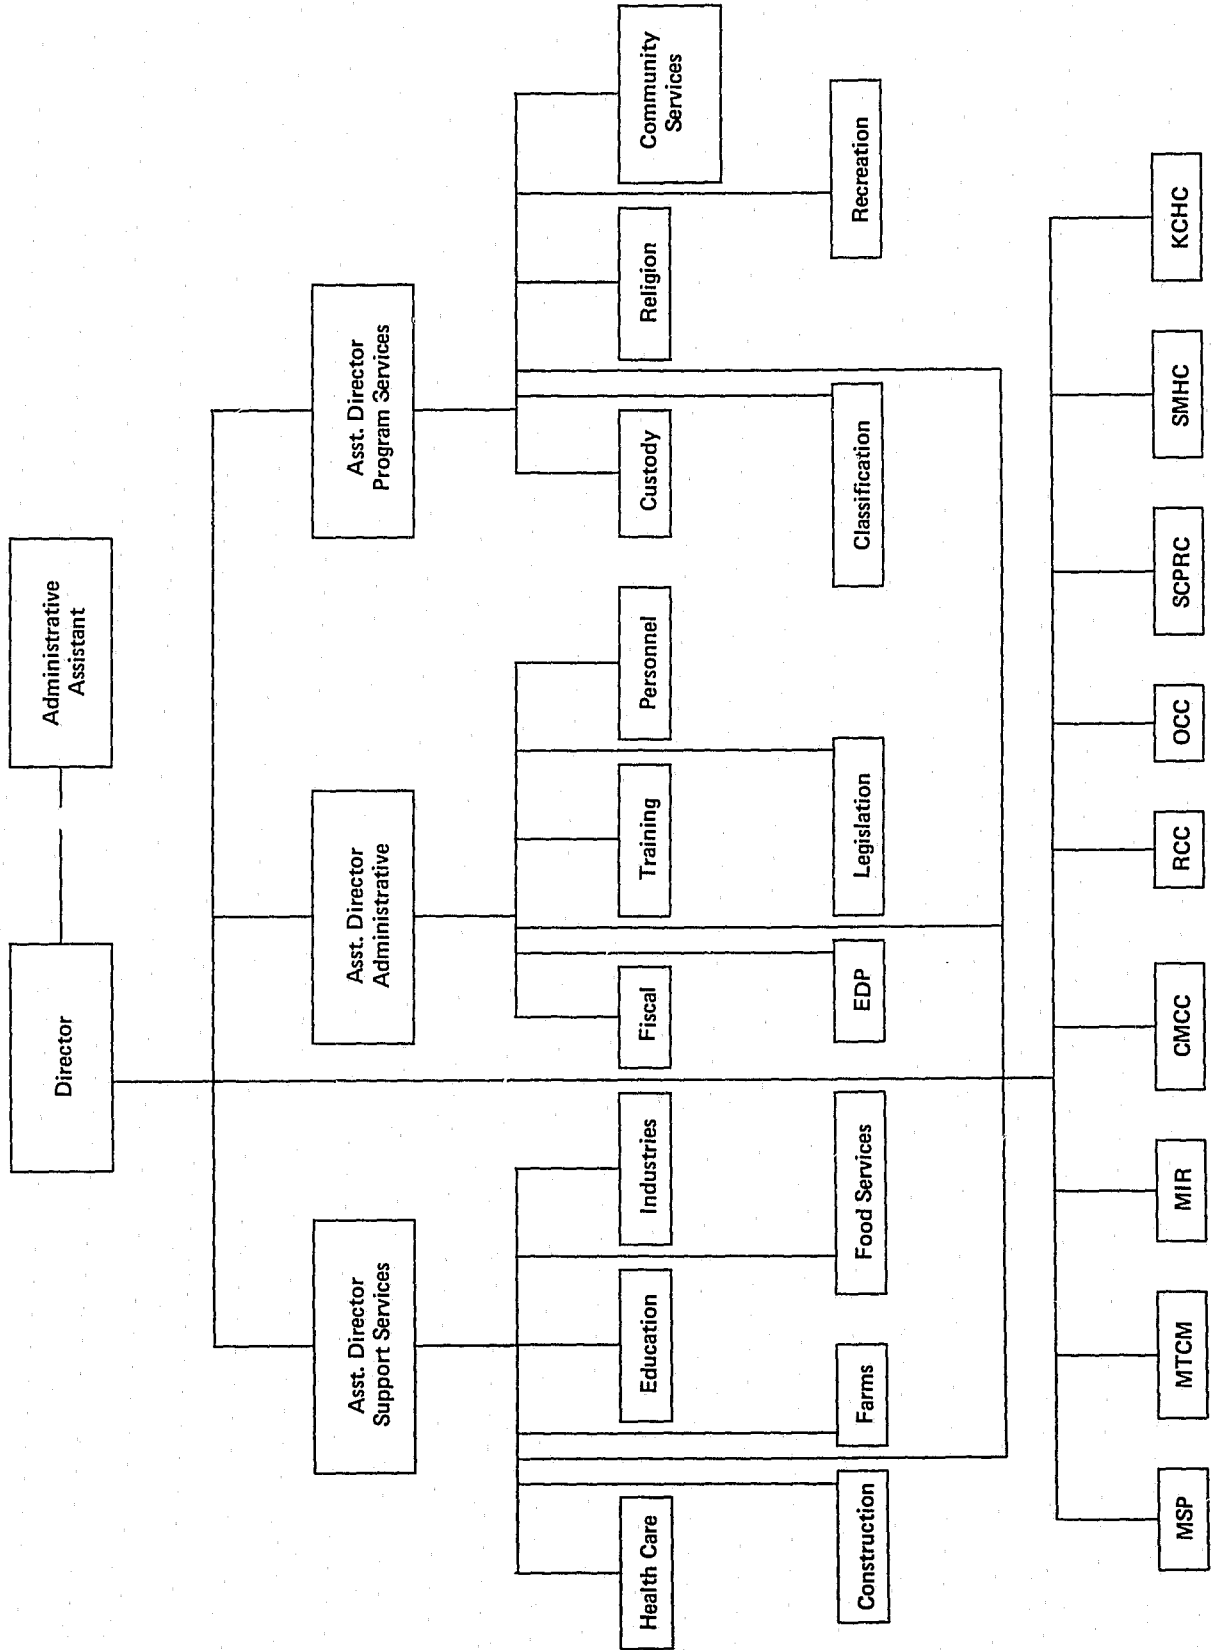 Director
Administrative
Assistant
Asst. Director
Support Services
Asst. Director
Administrative
Asst. Director
Program Services
Health Care
Education
Industries
Fiscal
Training
Personnel
Custody
Religion
Community
Services
Construction
Farms
Food Services
EDP
Legislation
Classification
Recreation
MSP
MTCM
MIR
CMCC
RCC
OCC
SCPRC
SMHC
KCHC